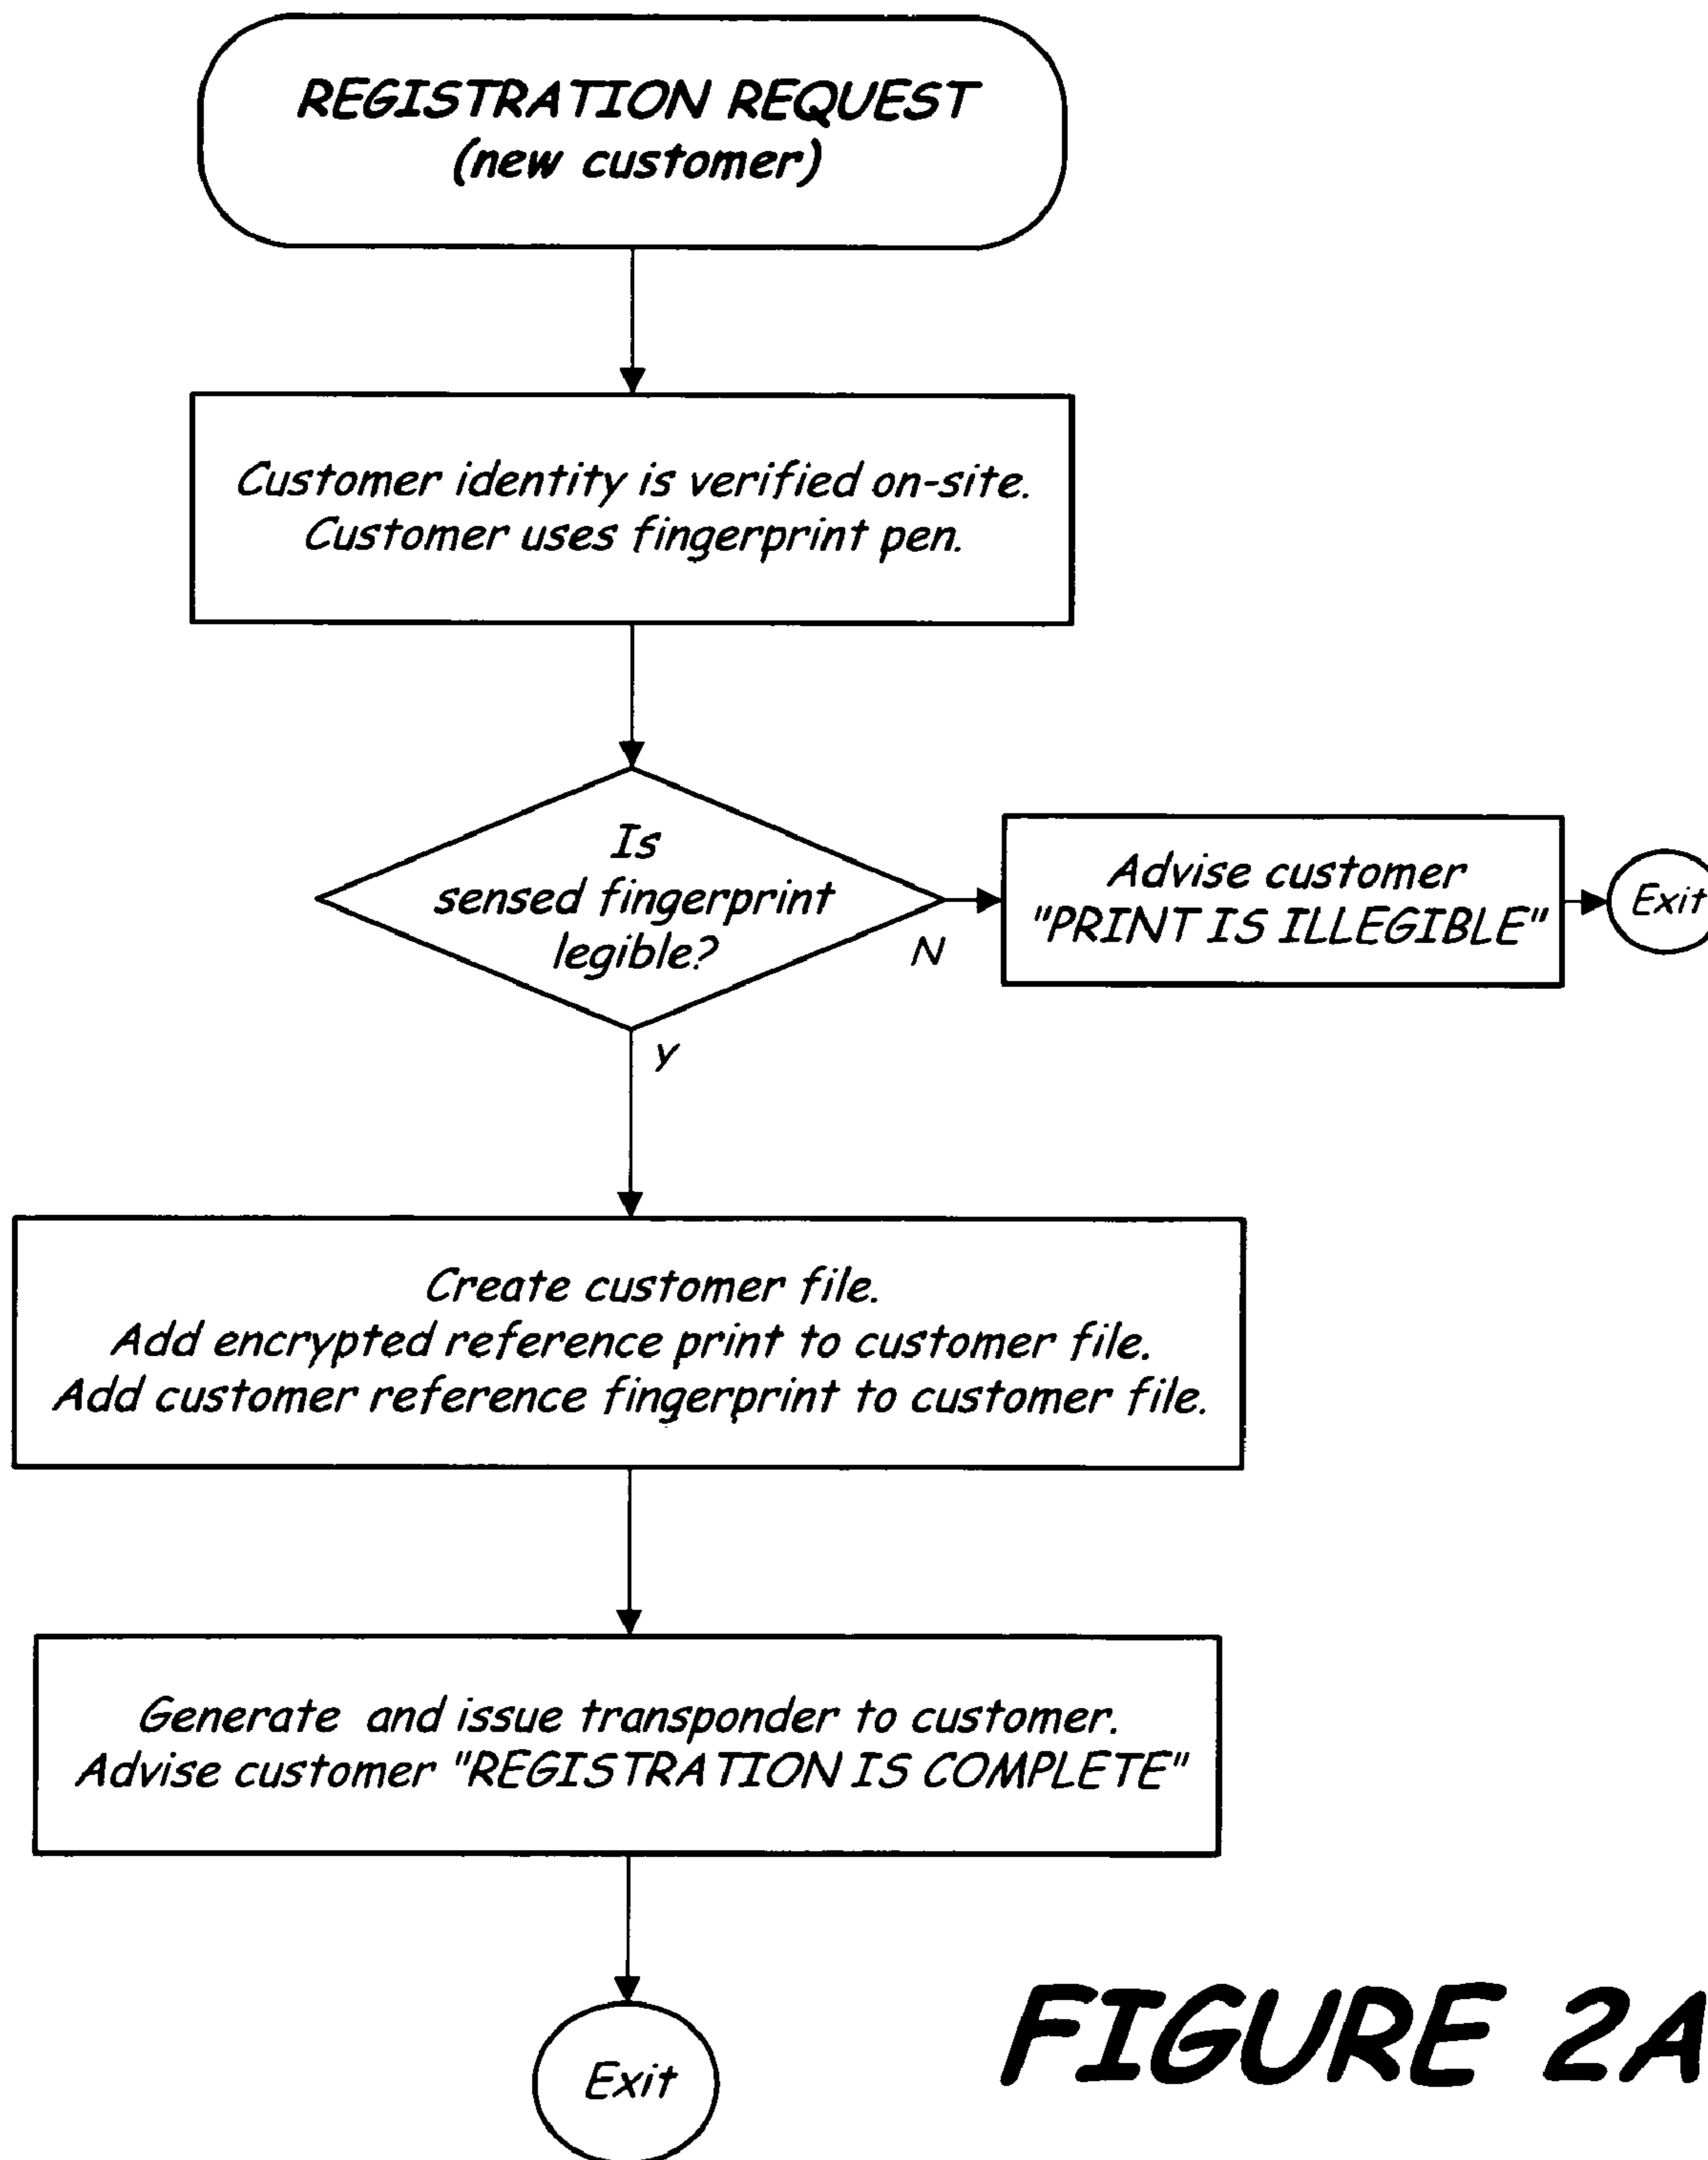 REGISTRATION REQUEST
(new customer)
Customer identity is verified on-site.
Customer uses fingerprint pen.
Is
sensed fingerprint
legible?
N
Advise customer
"PRINT IS ILLEGIBLE"
Exit
Y
Create customer file.
Add encrypted reference print to customer file.
Add customer reference fingerprint to customer file.
Generate and issue transponder to customer.
Advise customer "REGISTRATION IS COMPLETE"
Exit
FIGURE 2A